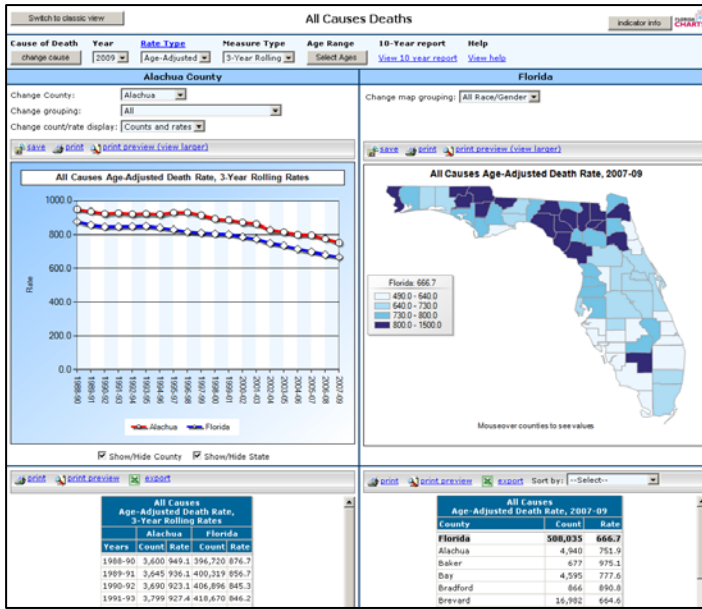 Switch to classic view
All Causes Deaths
indicator info
FLORIDA
CHARTS
Cause of Death Year Rate Type Measure Type Age Range 10-Year report Help
change cause 2009 Age-Adjusted 3-Year Rolling Select Ages View 10 year report View help
Alachua County
Change County: Alachua
Change grouping: All
Change count/rate display: Counts and rates
save print print preview (view larger)
All Causes Age-Adjusted Death Rate, 3-Year Rolling Rates
1000.0
800.0
600.0
400.0
200.0
0.0
Rate
1988-90 1989-91 1990-92 1991-93 1992-94 1993-95 1994-96 1995-97 1996-98 1997-99 1998-00 1999-01 2000-02 2001-03 2002-04 2003-05 2004-06 2005-07 2006-08 2007-09
Alachua Florida
Show/Hide County Show/Hide State
print print preview export
All Causes
Age-Adjusted Death Rate,
3-Year Rolling Rates
Alachua Florida
Years Count Rate Count Rate
1988-90 3,600 949.1 396,720 876.7
1989-91 3,645 936.1 400,319 856.7
1990-92 3,690 923.1 406,896 845.3
1991-93 3,799 927.4 418,670 846.2
Florida
Change map grouping: All Race/Gender
save print print preview (view larger)
All Causes Age-Adjusted Death Rate, 2007-09
Florida: 666.7
490.0 - 640.0
640.0 - 730.0
730.0 - 800.0
800.0 - 1500.0
Mouseover counties to see values
print print preview export Sort by: --Select--
All Causes
Age-Adjusted Death Rate, 2007-09
County Count Rate
Florida 508,035 666.7
Alachua 4,940 751.9
Baker 677 975.1
Bay 4,595 777.6
Bradford 866 890.8
Brevard 16,982 664.6